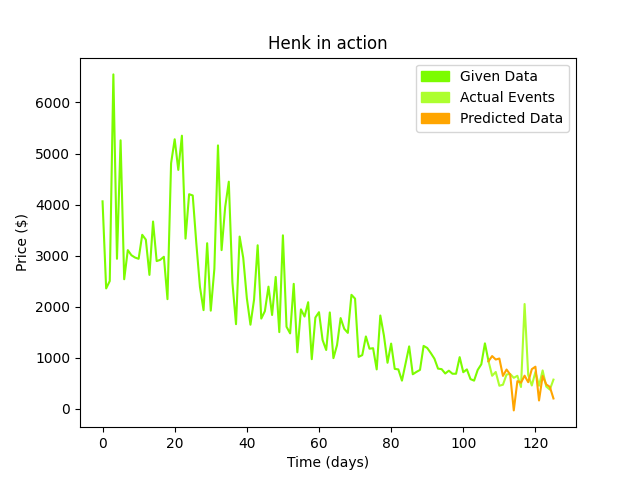 Henk in action
Given Data
Actual Events
Predicted Data
Price ($)
6000
5000
4000
3000
2000
1000
0
0 20 40 60 80 100 120
Time (days)